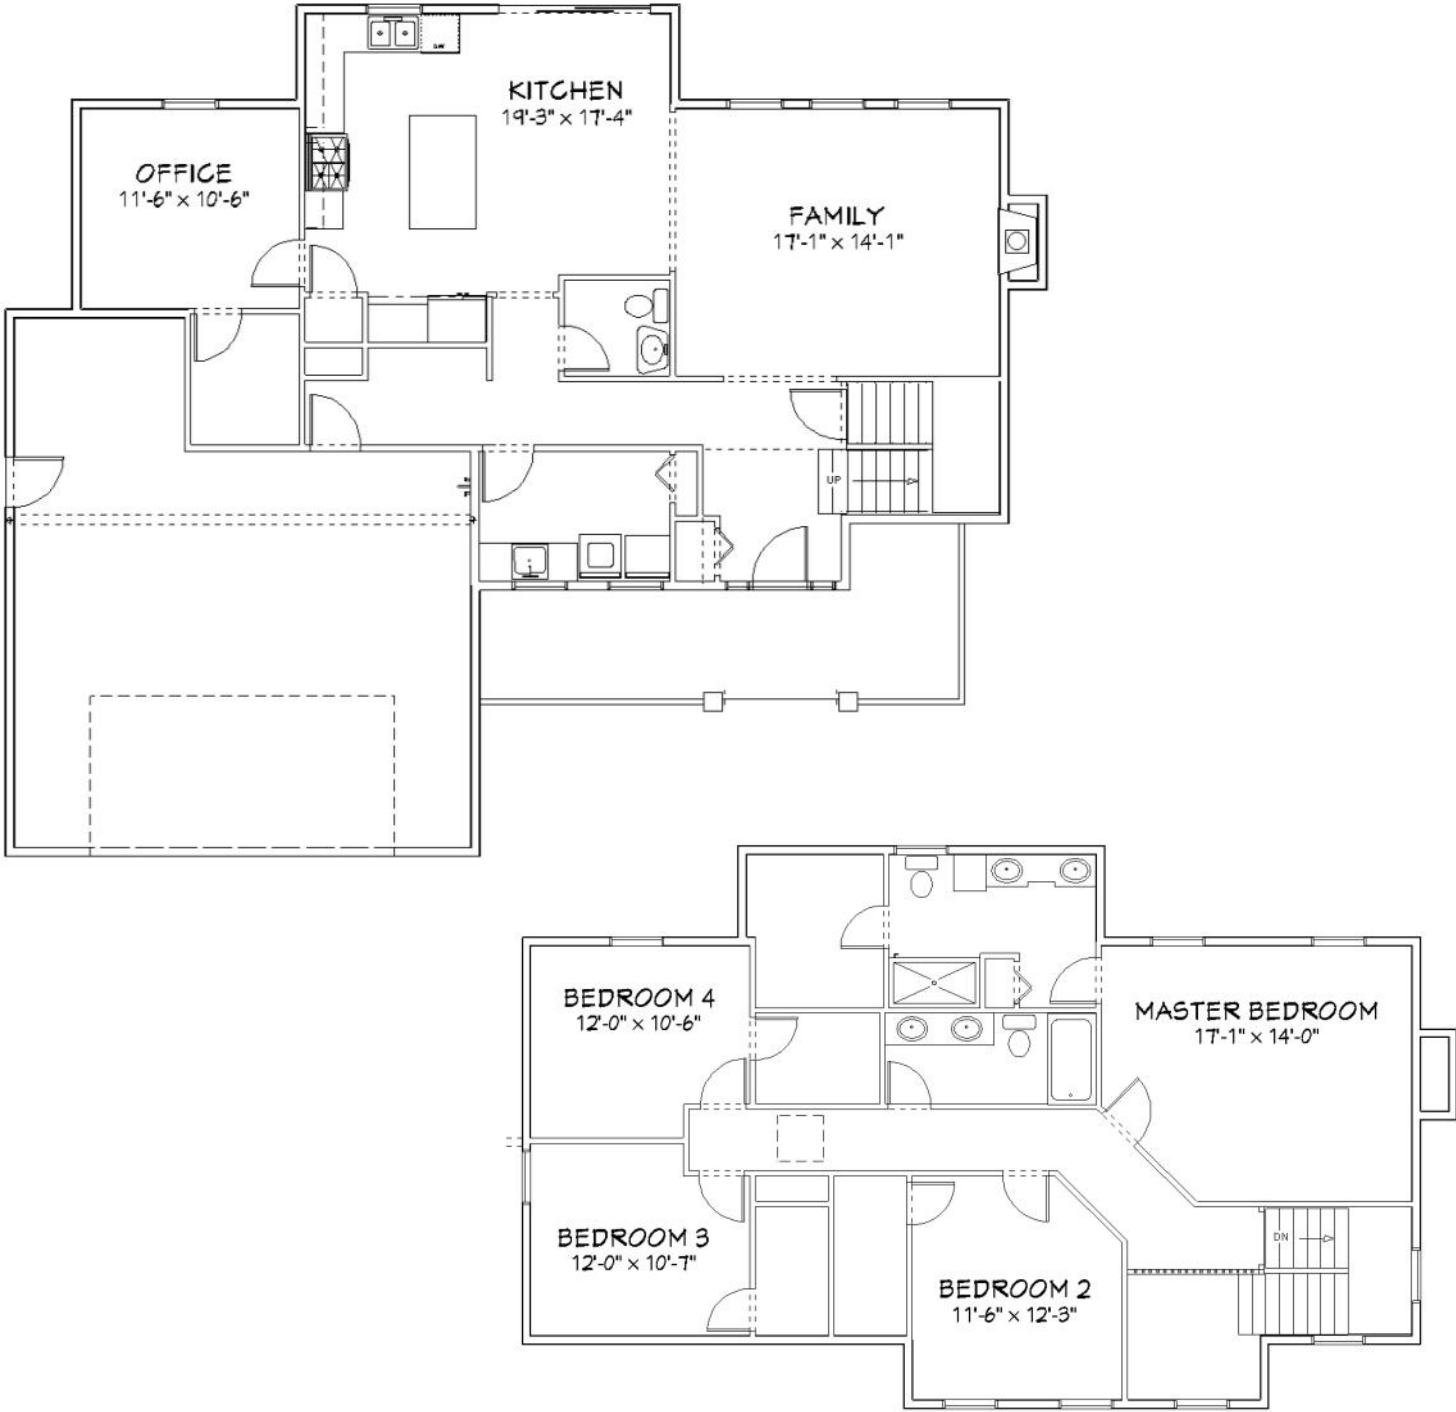 KITCHEN
19'-3" x 17'-4"
OFFICE
11'-6" x 10'-6"
FAMILY
17'-1" x 14'-1"
UP
BEDROOM 4
12'-0" x 10'-6"
MASTER BEDROOM
17'-1" x 14'-0"
BEDROOM 3
12'-0" x 10'-7"
DN
BEDROOM 2
11'-6" x 12'-3"